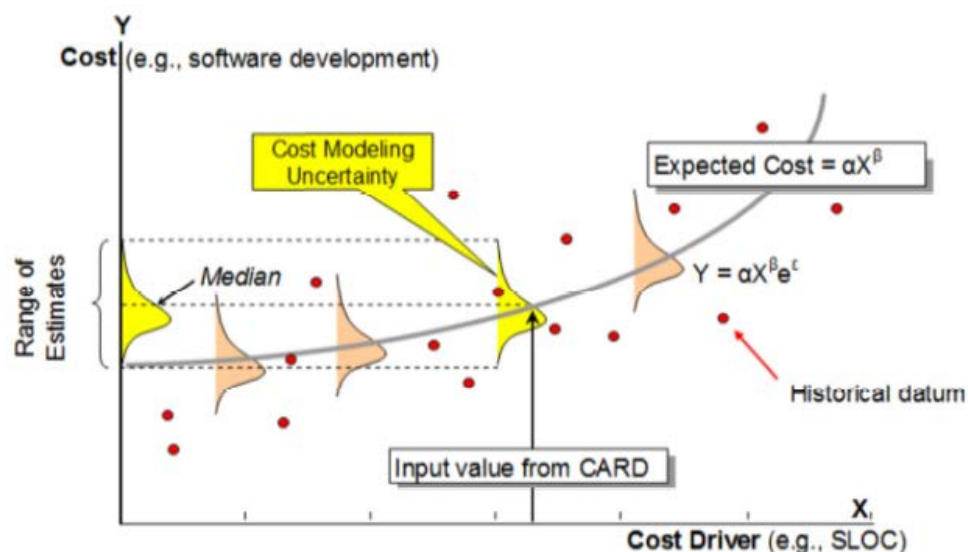 Y
Cost (e.g., software development)
Cost Modeling
Uncertainty
Expected Cost = αX^β
Range of
Estimates
Median
Y = αX^βe^ε
Historical datum
Input value from CARD
X
Cost Driver (e.g., SLOC)